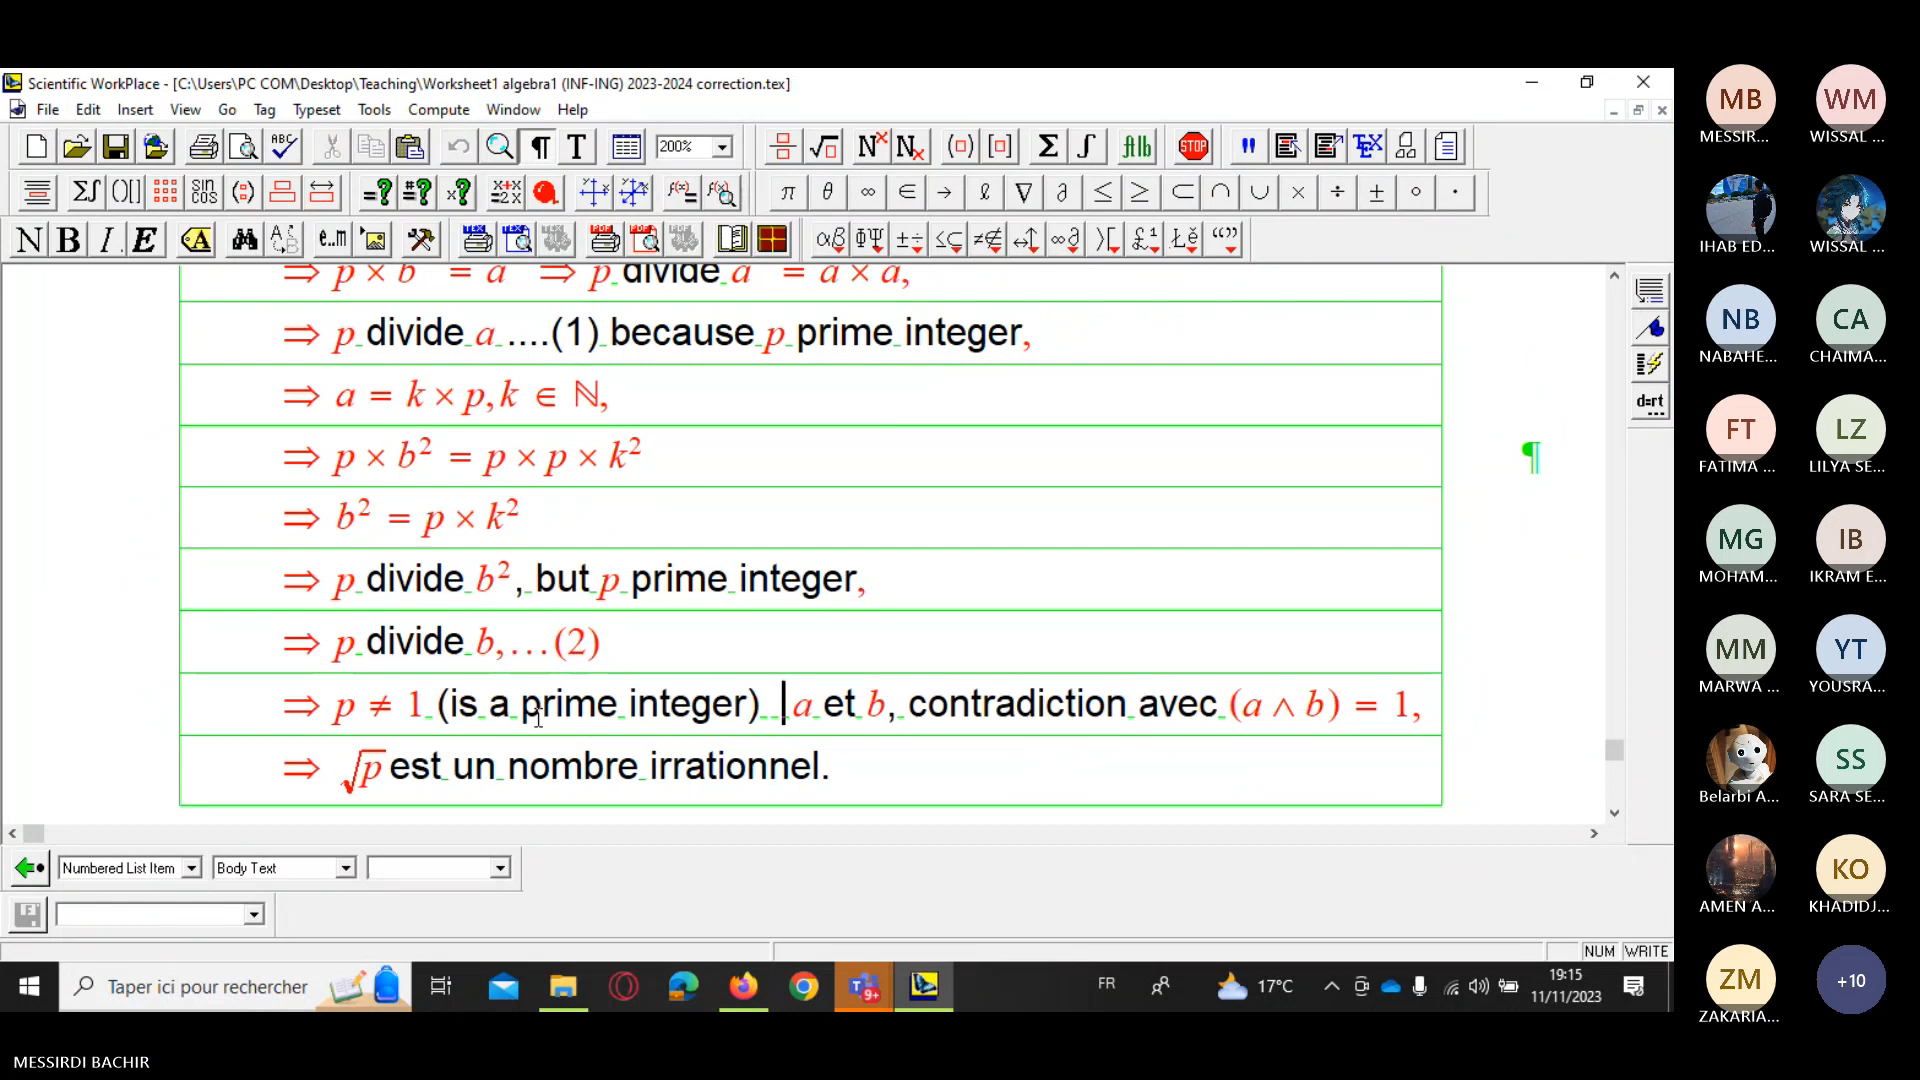 Scientific WorkPlace - [C:\Users\PC COM\Desktop\Teaching\Worksheet1 algebra1 (INF-ING) 2023-2024 correction.tex]
File Edit Insert View Go Tag Typeset Tools Compute Window Help
200%
⇒ p × b = a ⇒ p divide a = a × a,
⇒ p divide a ....(1) because p prime integer,
⇒ a = k × p, k ∈ ℕ,
⇒ p × b² = p × p × k²
⇒ b² = p × k²
⇒ p divide b², but p prime integer,
⇒ p divide b,...(2)
⇒ p ≠ 1 (is a prime integer) a et b, contradiction avec (a ∧ b) = 1,
⇒ √p est un nombre irrationnel.
Numbered List Item Body Text
NUM WRITE
Taper ici pour rechercher
FR
17°C
19:15
11/11/2023
MB WM
MESSIR... WISSAL ...
IHAB ED... WISSAL ...
NB CA
NABAHE... CHAIMA...
FT LZ
FATIMA ... LILYA SE...
MG IB
MOHAM... IKRAM E...
MM YT
MARWA ... YOUSRA...
SS
Belarbi A... SARA SE...
KO
AMEN A... KHADIDJ...
ZM +10
ZAKARIA...
MESSIRDI BACHIR